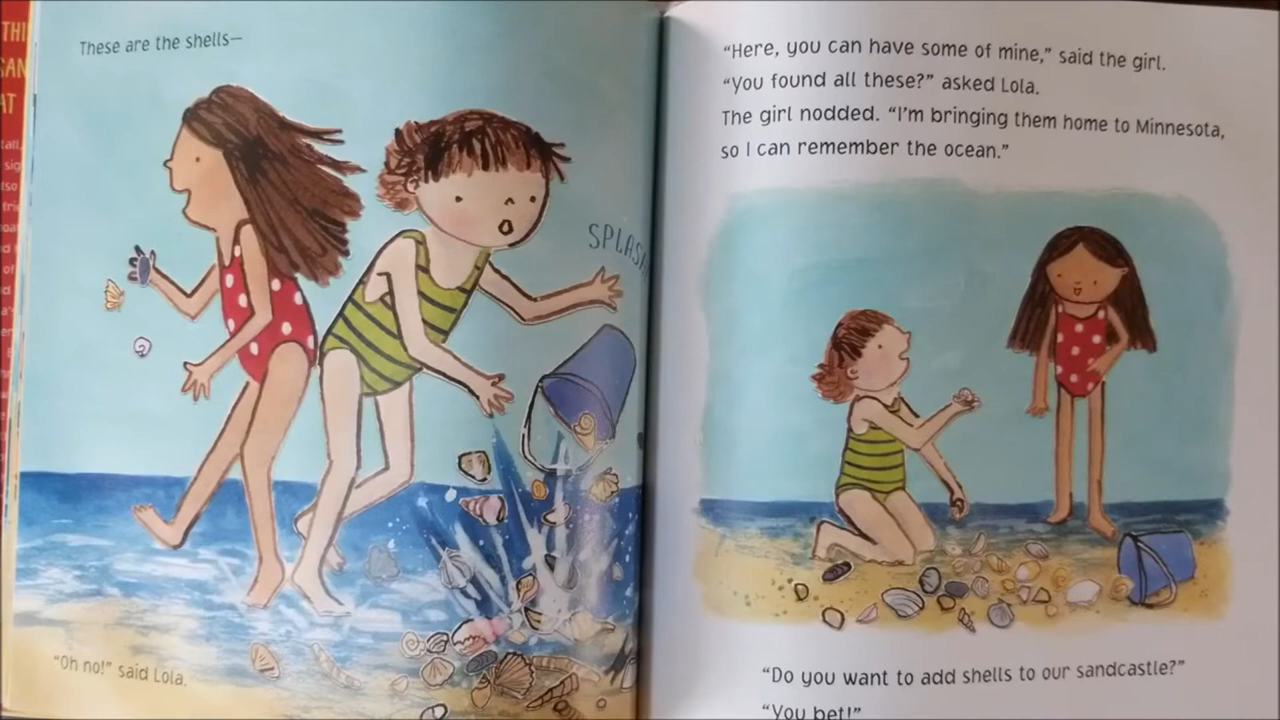 These are the shells—
SPLASH
"Oh no!" said Lola.
"Here, you can have some of mine," said the girl.
"You found all these?" asked Lola.
The girl nodded. "I'm bringing them home to Minnesota,
so I can remember the ocean."
"Do you want to add shells to our sandcastle?"
"You bet!"